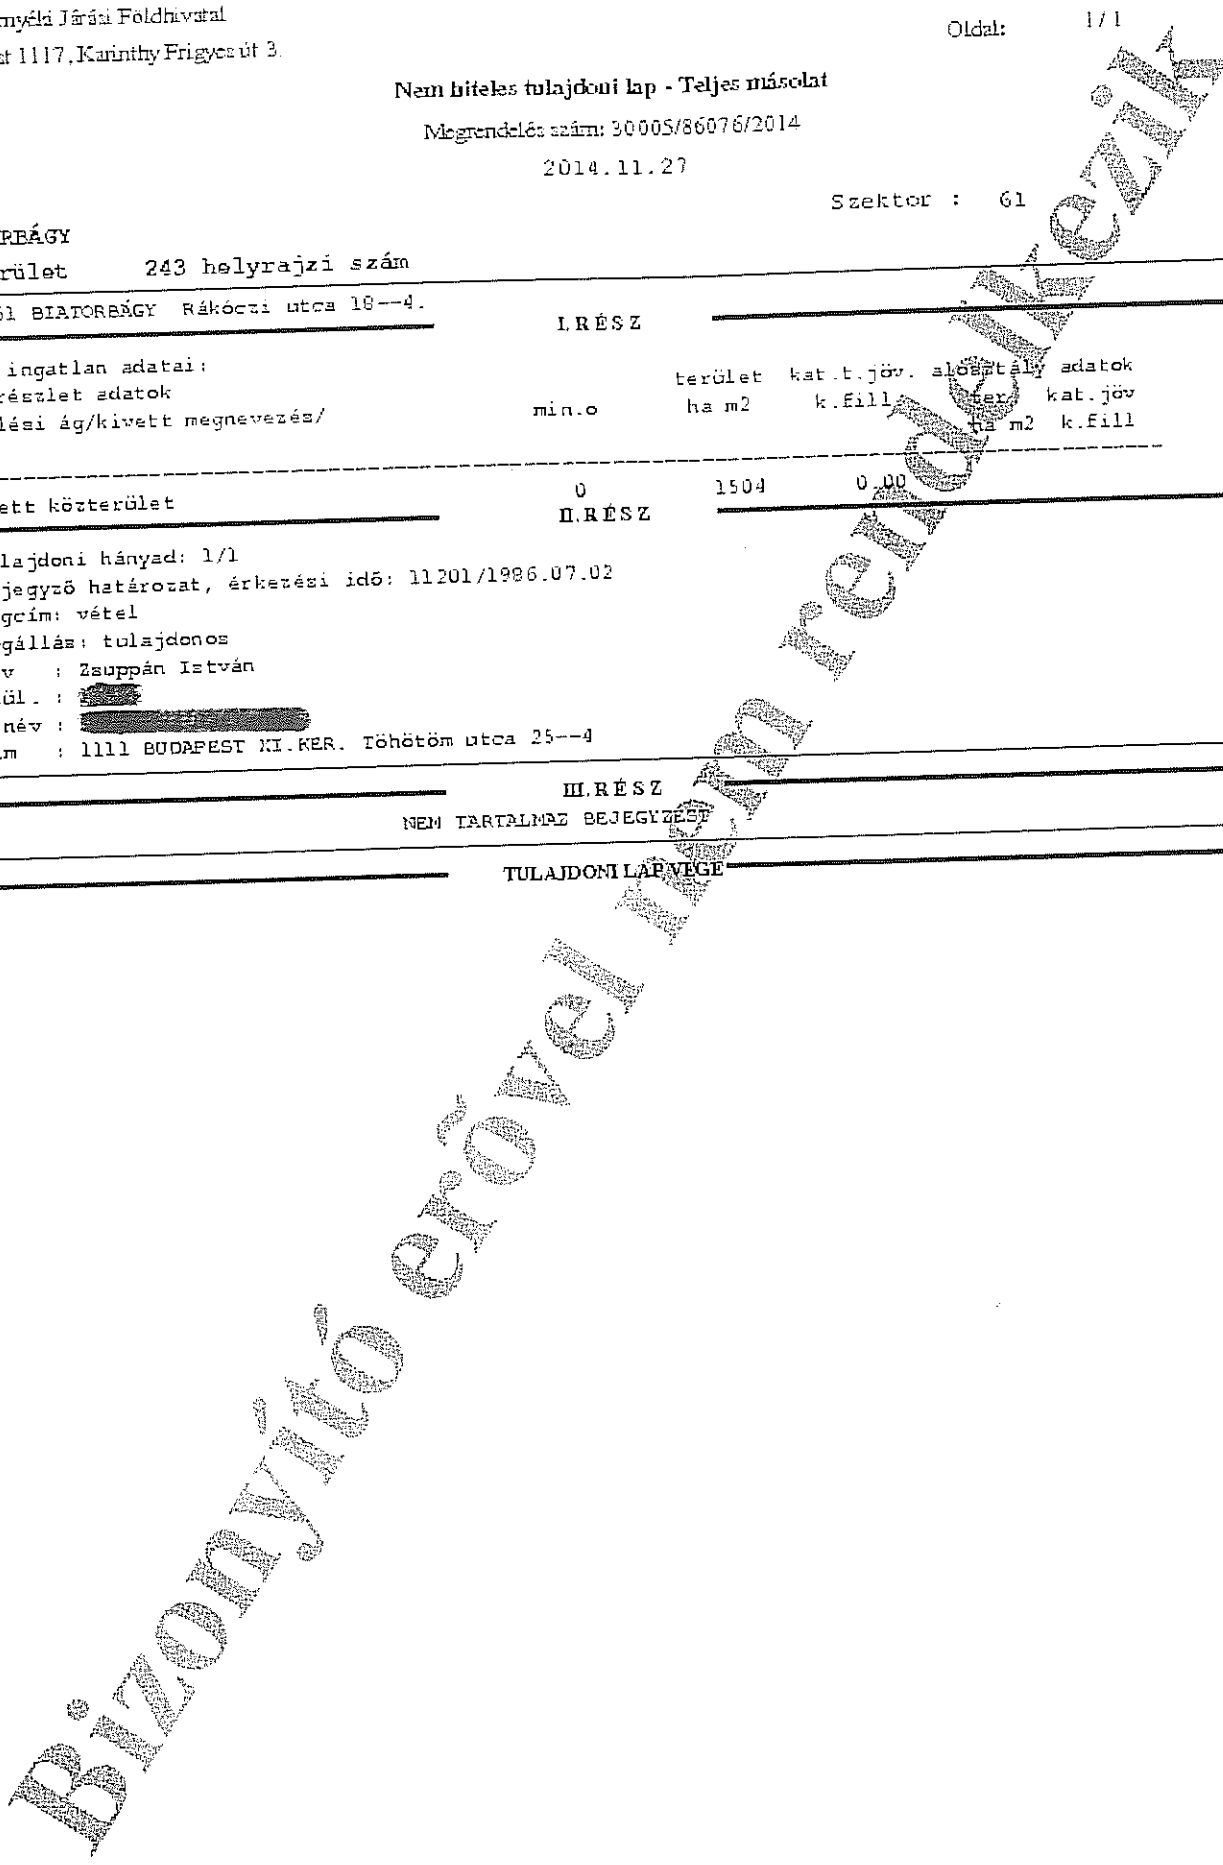 rnyéki Járási Földhivatal
st 1117, Karinthy Frigyes út 3.
Oldal: 1 / 1
Nem hiteles tulajdoni lap - Teljes másolat
Megrendelés szám: 30005/86076/2014
2014.11.27
Szektor : 61
RBÁGY
rület 243 helyrajzi szám
51 BIATORBÁGY Rákóczi utca 18--4.
I. RÉSZ
ingatlan adatai:
részlet adatok terület kat.t.jöv. alosztály adatok
lési ág/kivett megnevezés/ min.o ha m2 k.fill. ter. kat.jöv
ha m2 k.fill
ett közterület 0 1504 0.00
II. RÉSZ
lajdoni hányad: 1/1
jegyző határozat, érkezési idő: 11201/1986.07.02
gcím: vétel
gállás: tulajdonos
v : Zsuppán István
ül. :
név :
ím : 1111 BUDAPEST XI.KER. Töhötöm utca 25--4
III. RÉSZ
NEM TARTALMAZ BEJEGYZÉST
TULAJDONI LAP VÉGE
Bizonyító erővel nem rendelkezik